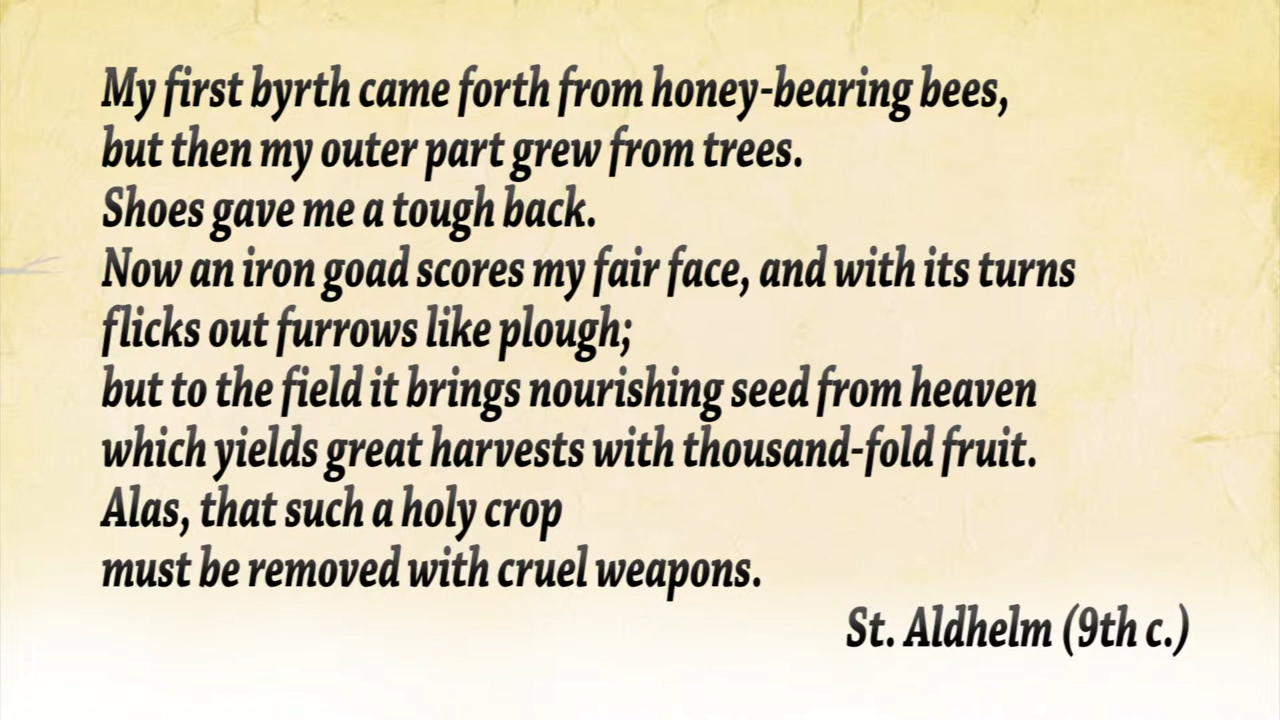 My first byrth came forth from honey-bearing bees,
but then my outer part grew from trees.
Shoes gave me a tough back.
Now an iron goad scores my fair face, and with its turns
flicks out furrows like plough;
but to the field it brings nourishing seed from heaven
which yields great harvests with thousand-fold fruit.
Alas, that such a holy crop
must be removed with cruel weapons.
St. Aldhelm (9th c.)